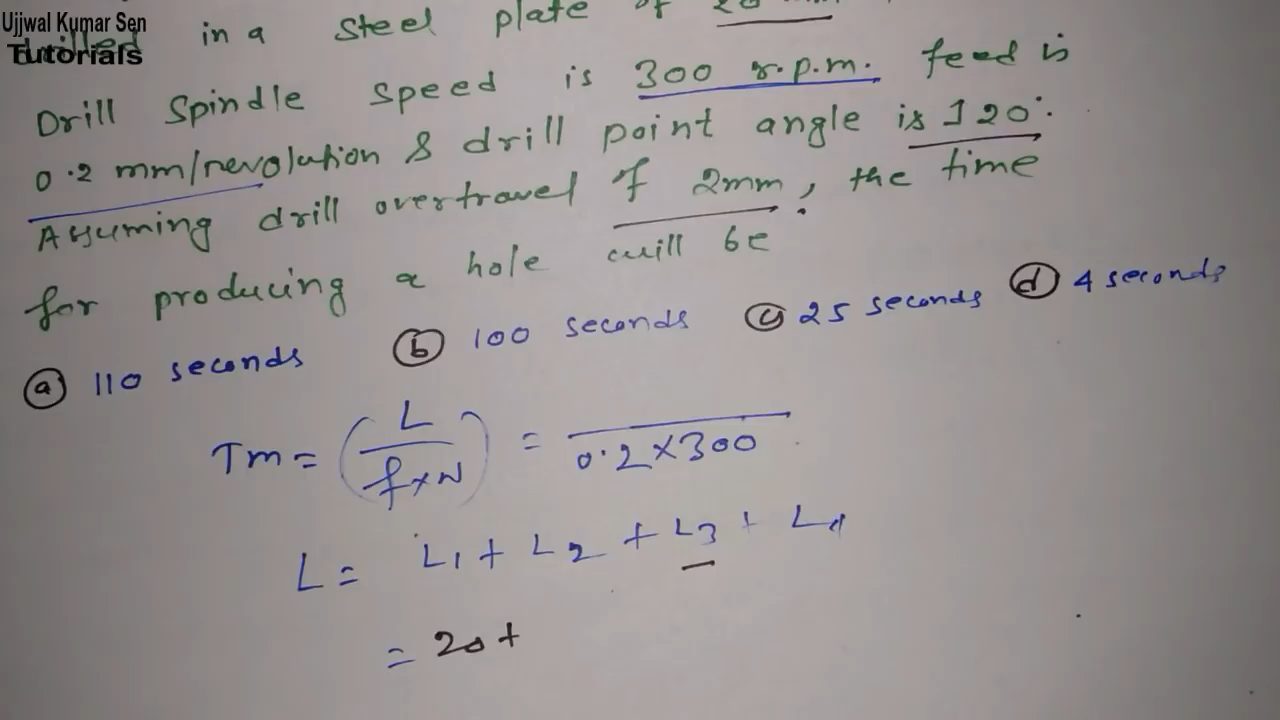 Ujjwal Kumar Sen
Tutorials
drilled in a steel plate of 20
Drill Spindle speed is 300 r.p.m. feed is
0.2 mm/revolution & drill point angle is 120°.
Assuming drill overtravel of 2mm, the time
for producing a hole will be
(a) 110 seconds (b) 100 seconds (c) 25 seconds (d) 4 seconds
Tm = (L / f×N) = / 0.2×300
L = L1 + L2 + L3 + L4
= 20 +